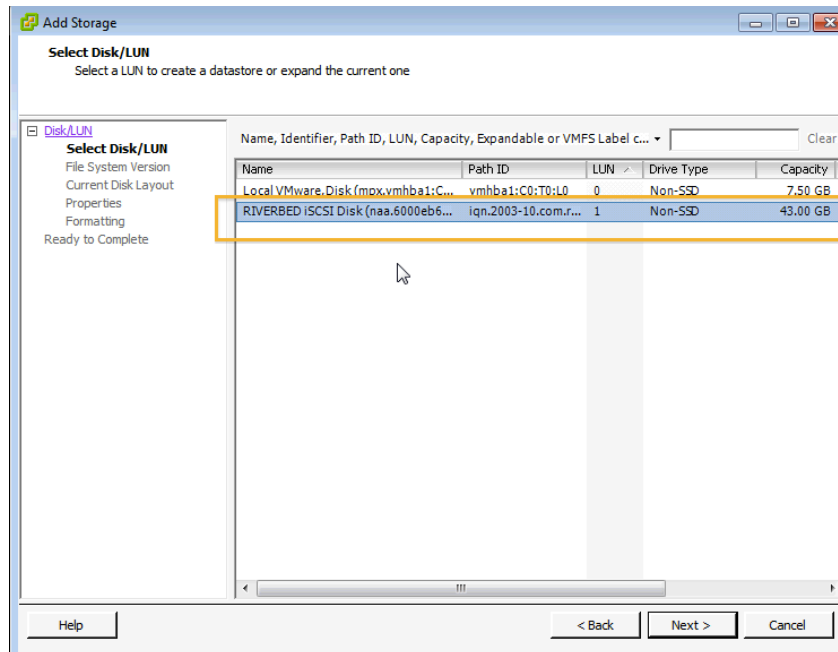 Add Storage
Select Disk/LUN
Select a LUN to create a datastore or expand the current one
Disk/LUN
Select Disk/LUN
File System Version
Current Disk Layout
Properties
Formatting
Ready to Complete
Name, Identifier, Path ID, LUN, Capacity, Expandable or VMFS Label c... Clear
Name Path ID LUN Drive Type Capacity
Local VMware Disk (mpx.vmhba1:C... vmhba1:C0:T0:L0 0 Non-SSD 7.50 GB
RIVERBED iSCSI Disk (naa.6000eb6... iqn.2003-10.com.r... 1 Non-SSD 43.00 GB
Help < Back Next > Cancel